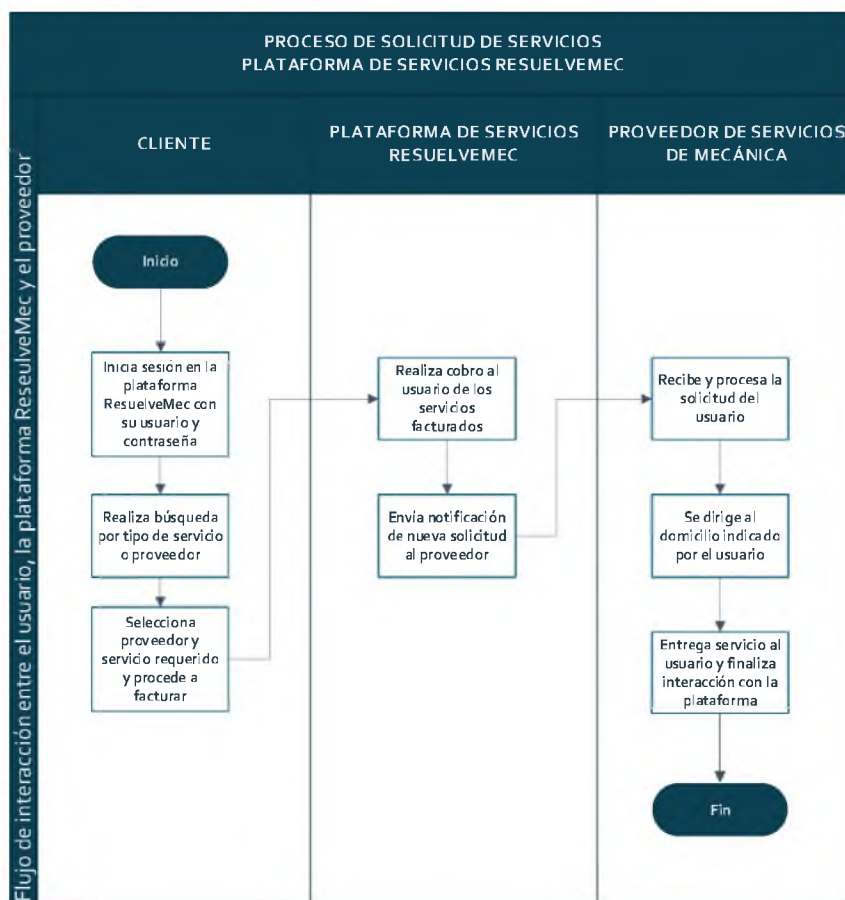 PROCESO DE SOLICITUD DE SERVICIOS
PLATAFORMA DE SERVICIOS RESUELVEMEC
Flujo de interacción entre el usuario, la plataforma ReseulveMec y el proveedor
CLIENTE
PLATAFORMA DE SERVICIOS
RESUELVEMEC
PROVEEDOR DE SERVICIOS
DE MECÁNICA
Inicio
Inicia sesión en la
plataforma
ResuelveMec con
su usuario y
contraseña
Realiza búsqueda
por tipo de servicio
o proveedor
Selecciona
proveedor y
servicio requerido
y procede a
facturar
Realiza cobro al
usuario de los
servicios
facturados
Envía notificación
de nueva solicitud
al proveedor
Recibe y procesa la
solicitud del
usuario
Se dirige al
domicilio indicado
por el usuario
Entrega servicio al
usuario y finaliza
interacción con la
plataforma
Fin